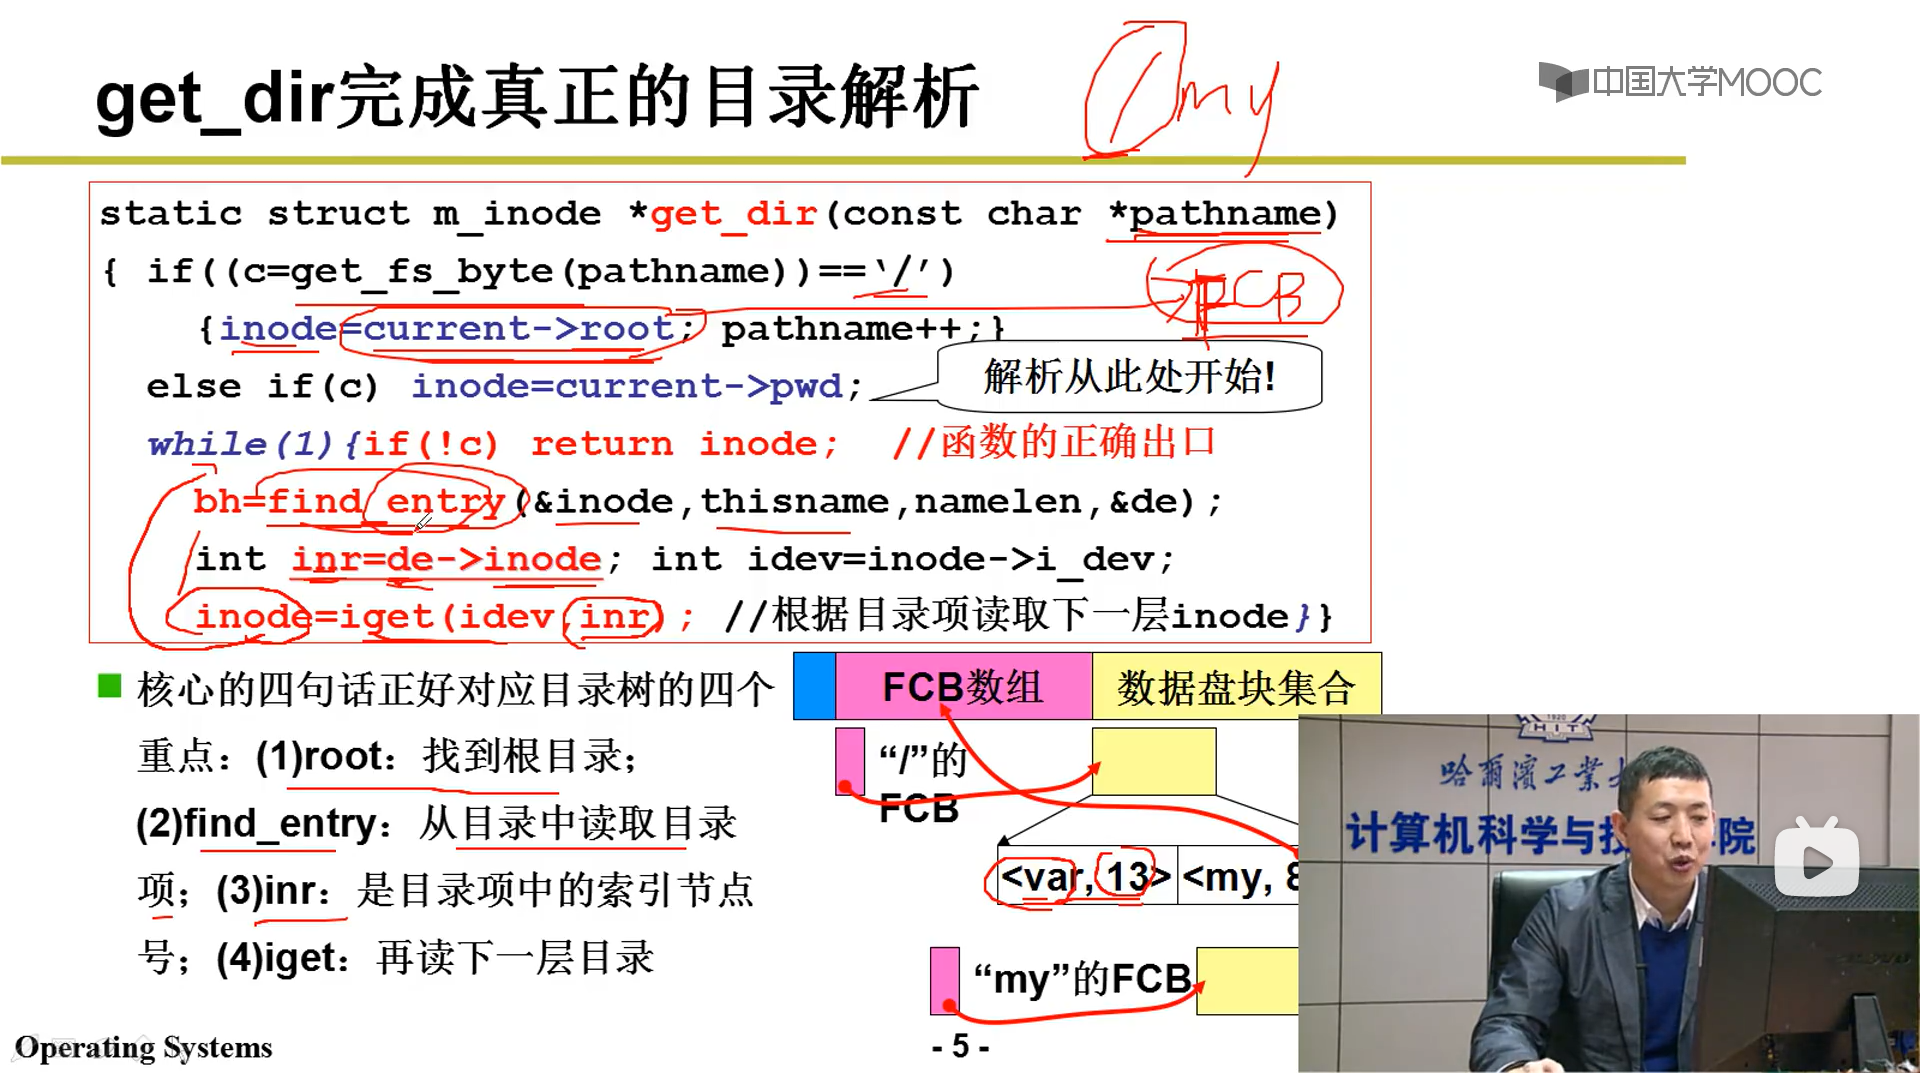 get_dir完成真正的目录解析
/my
中国大学MOOC
static struct m_inode *get_dir(const char *pathname)
{ if((c=get_fs_byte(pathname))==‘/’)
{inode=current->root; pathname++;}
FCB
else if(c) inode=current->pwd;
解析从此处开始!
while(1){if(!c) return inode; //函数的正确出口
bh=find_entry(&inode,thisname,namelen,&de);
int inr=de->inode; int idev=inode->i_dev;
inode=iget(idev,inr); //根据目录项读取下一层inode}}
核心的四句话正好对应目录树的四个
重点：(1)root：找到根目录；
(2)find_entry：从目录中读取目录
项；(3)inr：是目录项中的索引节点
号；(4)iget：再读下一层目录
FCB数组
数据盘块集合
“/”的
FCB
<var, 13>
<my, 8
“my”的FCB
1920
HIT
哈尔滨工业大
计算机科学与技
院
Operating Systems
- 5 -